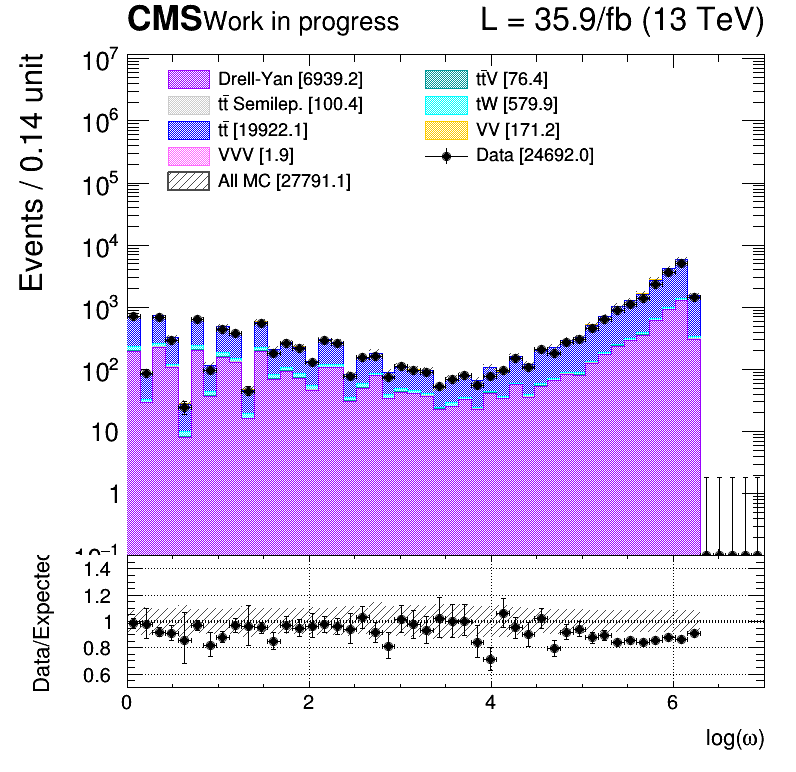 CMS Work in progress L = 35.9/fb (13 TeV)
Events / 0.14 unit
10⁷
10⁶
10⁵
10⁴
10³
10²
10
1
10⁻¹
Drell-Yan [6939.2]
tt̄ Semilep. [100.4]
tt̄ [19922.1]
VVV [1.9]
All MC [27791.1]
tt̄V [76.4]
tW [579.9]
VV [171.2]
Data [24692.0]
Data/Expected
1.4
1.2
1
0.8
0.6
0 2 4 6
log(ω)